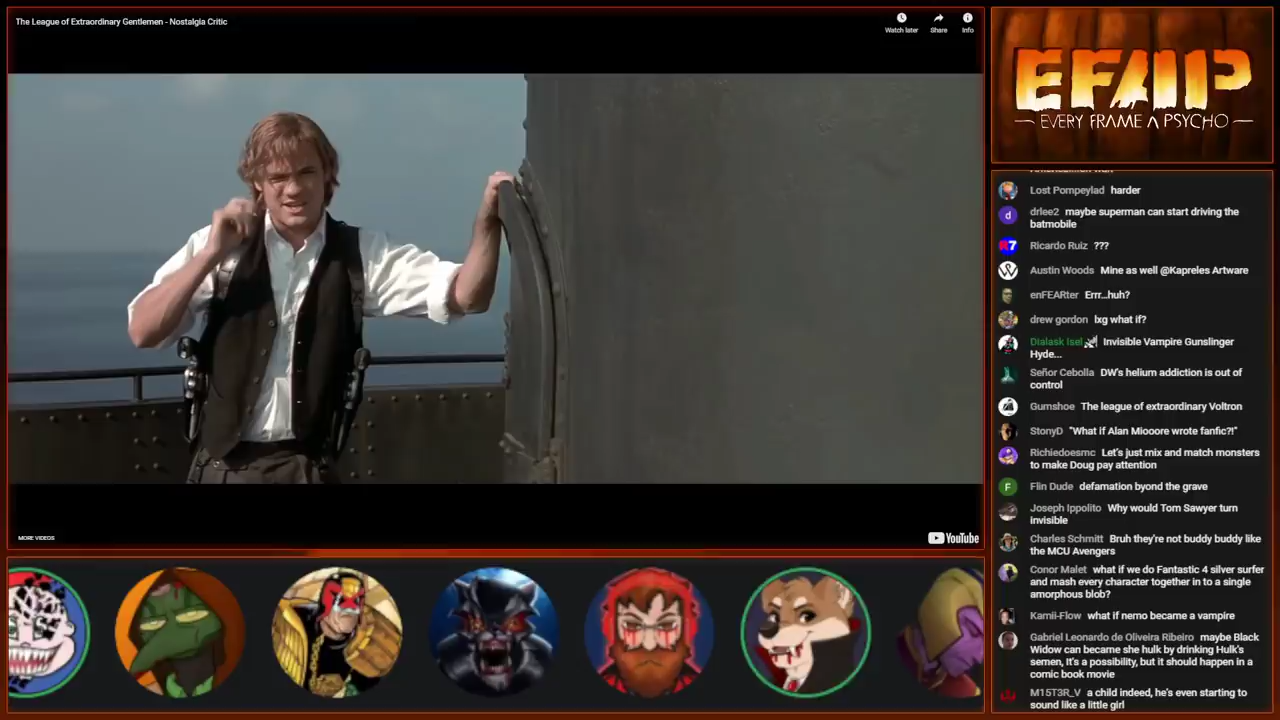 The League of Extraordinary Gentlemen - Nostalgia Critic
Watch later
Share
Info
MORE VIDEOS
YouTube
EFAP
EVERY FRAME A PSYCHO
Lost Pompeylad harder
drlee2 maybe superman can start driving the
batmobile
Ricardo Ruiz ???
Austin Woods Mine as well @Kapreles Artware
enFEARter Errr...huh?
drew gordon lxg what if?
Dialask Isel Invisible Vampire Gunslinger
Hyde...
Señor Cebolla DW's helium addiction is out of
control
Gumshoe The league of extraordinary Voltron
StonyD "What if Alan Miooore wrote fanfic?!"
Richiedoesmc Let's just mix and match monsters
to make Doug pay attention
Flin Dude defamation byond the grave
Joseph Ippolito Why would Tom Sawyer turn
invisible
Charles Schmitt Bruh they're not buddy buddy like
the MCU Avengers
Conor Malet what if we do Fantastic 4 silver surfer
and mash every character together in to a single
amorphous blob?
Kamii-Flow what if nemo became a vampire
Gabriel Leonardo de Oliveira Ribeiro maybe Black
Widow can became she hulk by drinking Hulk's
semen, it's a possibility, but it should happen in a
comic book movie
M15T3R_V a child indeed, he's even starting to
sound like a little girl